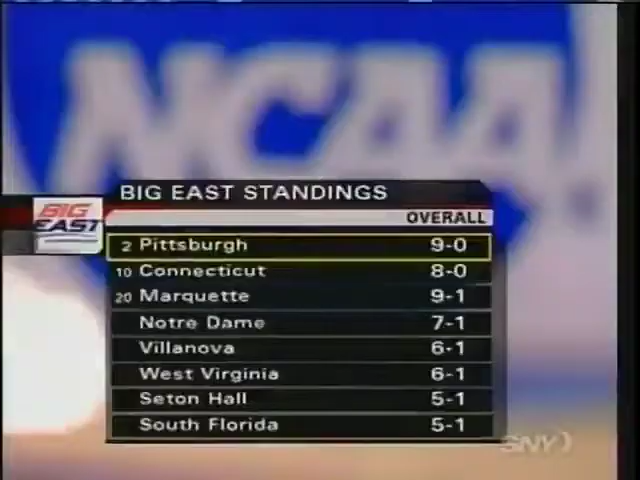 NCAA
BIG EAST STANDINGS
BIG
EAST
OVERALL
2 Pittsburgh 9-0
10 Connecticut 8-0
20 Marquette 9-1
Notre Dame 7-1
Villanova 6-1
West Virginia 6-1
Seton Hall 5-1
South Florida 5-1
SNY